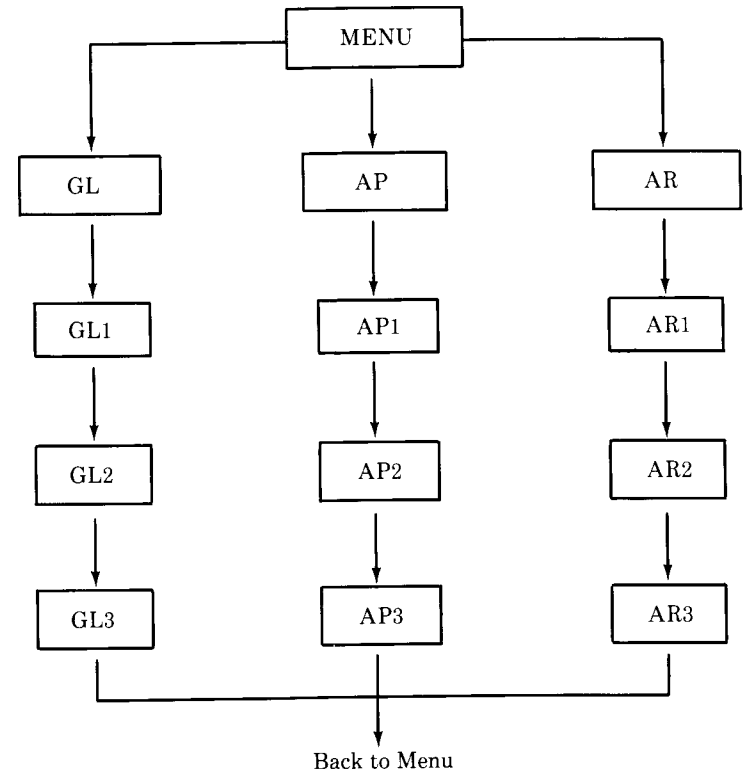 MENU
GL
AP
AR
GL1
AP1
AR1
GL2
AP2
AR2
GL3
AP3
AR3
Back to Menu